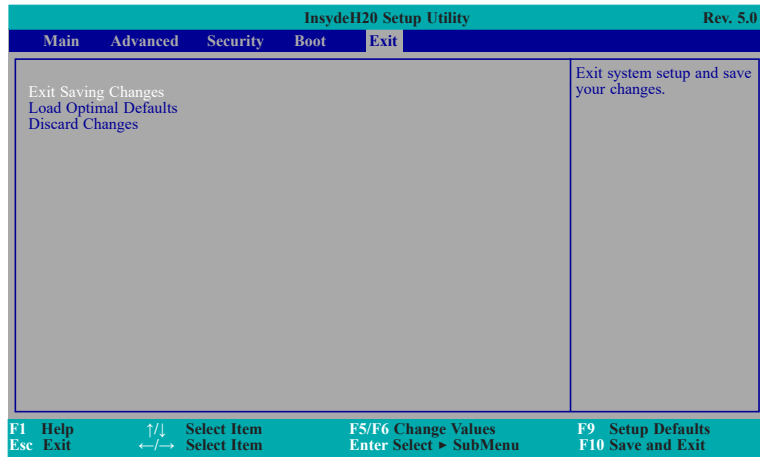 InsydeH20 Setup Utility Rev. 5.0
Main Advanced Security Boot Exit
Exit Saving Changes
Load Optimal Defaults
Discard Changes
Exit system setup and save
your changes.
F1 Help ↑/↓ Select Item F5/F6 Change Values F9 Setup Defaults
Esc Exit ←/→ Select Item Enter Select ► SubMenu F10 Save and Exit